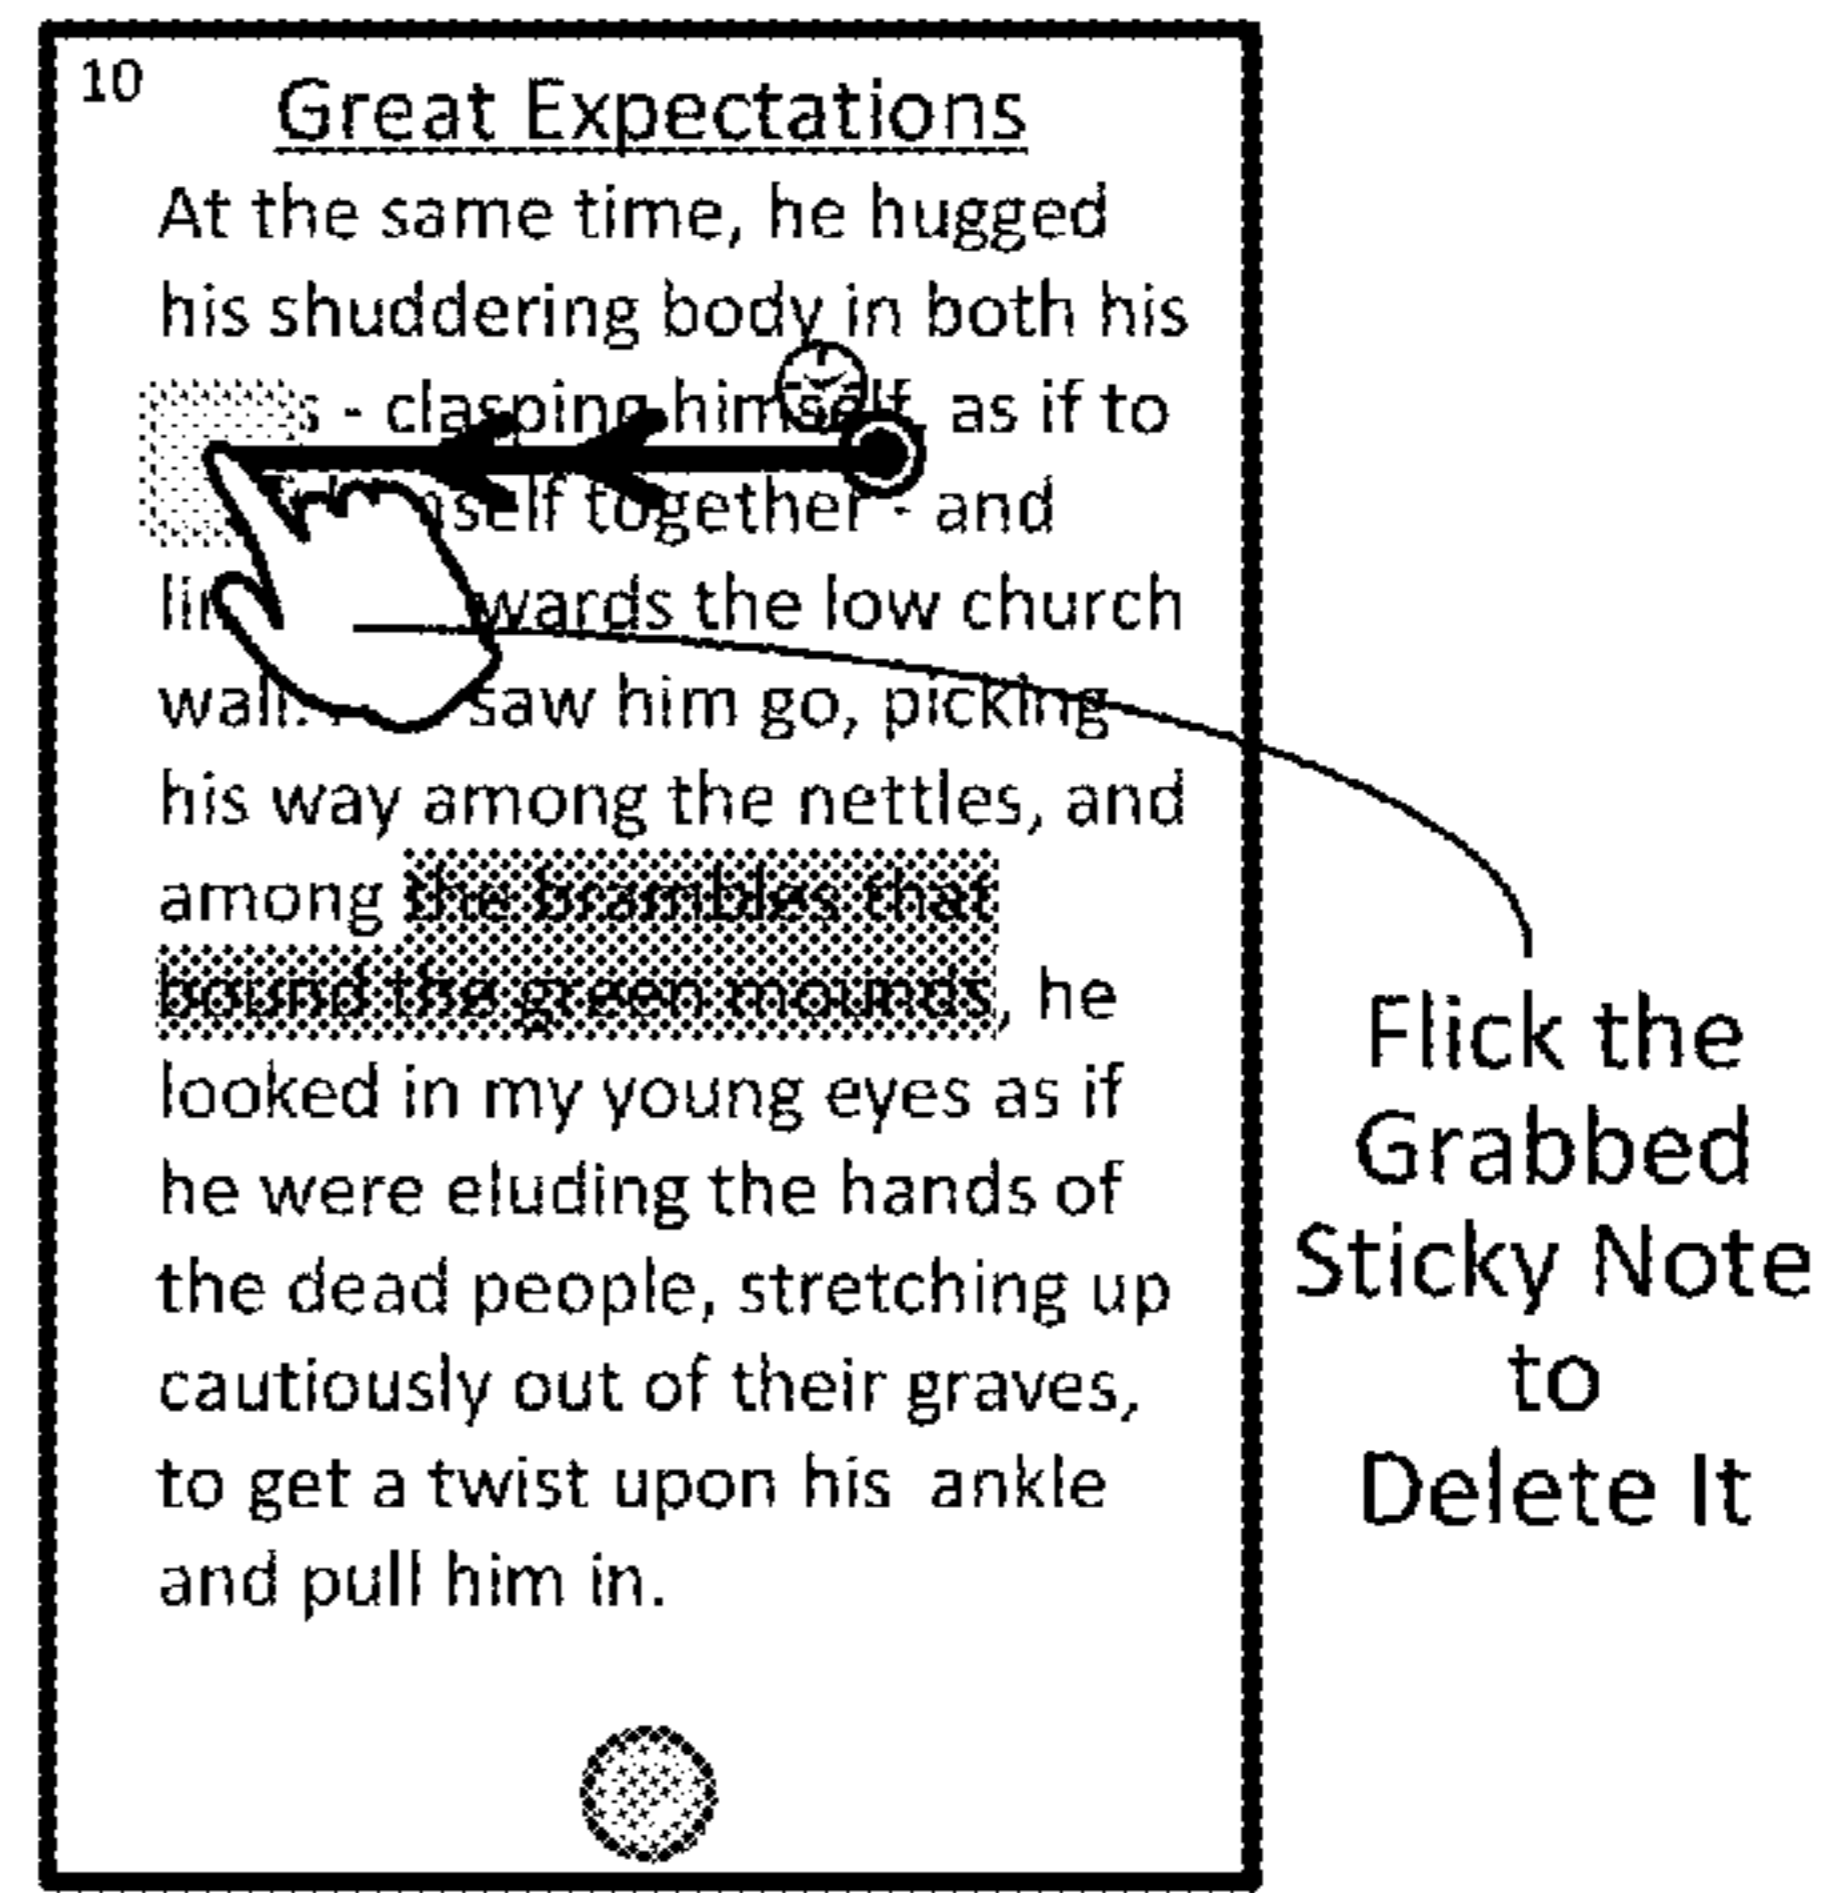 10
Great Expectations
At the same time, he hugged
his shuddering body in both his
s - clasping himself, as if to
self together - and
wards the low church
wall. saw him go, picking
his way among the nettles, and
among the brambles that
bound the green mounds, he
looked in my young eyes as if
he were eluding the hands of
the dead people, stretching up
cautiously out of their graves,
to get a twist upon his ankle
and pull him in.
Flick the
Grabbed
Sticky Note
to
Delete It